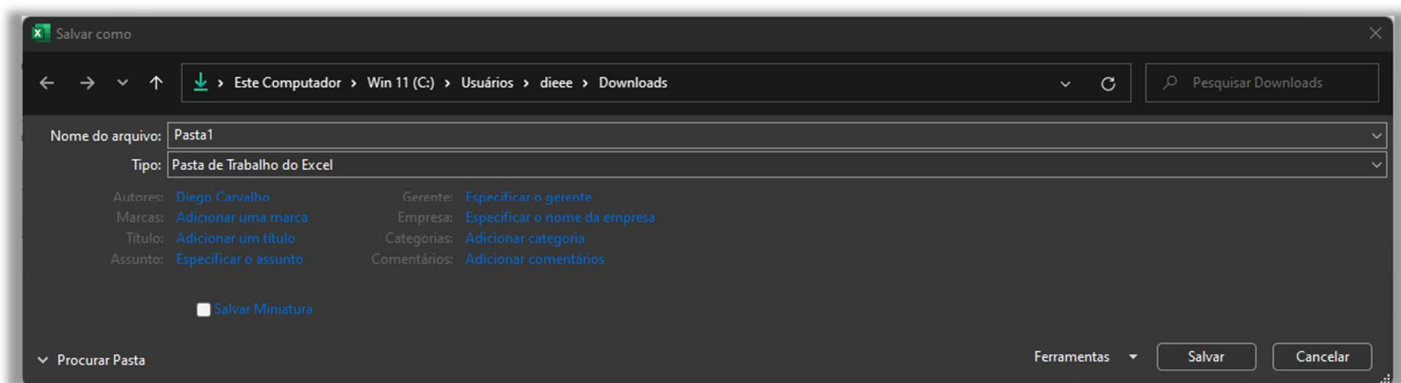 Salvar como
Este Computador > Win 11 (C:) > Usuários > dieee > Downloads
Pesquisar Downloads
Nome do arquivo: Pasta1
Tipo: Pasta de Trabalho do Excel
Autores: Diego Carvalho Gerente: Especificar o gerente
Marcas: Adicionar uma marca Empresa: Especificar o nome da empresa
Título: Adicionar um título Categorias: Adicionar categoria
Assunto: Especificar o assunto Comentários: Adicionar comentários
Salvar Miniatura
Procurar Pasta Ferramentas Salvar Cancelar